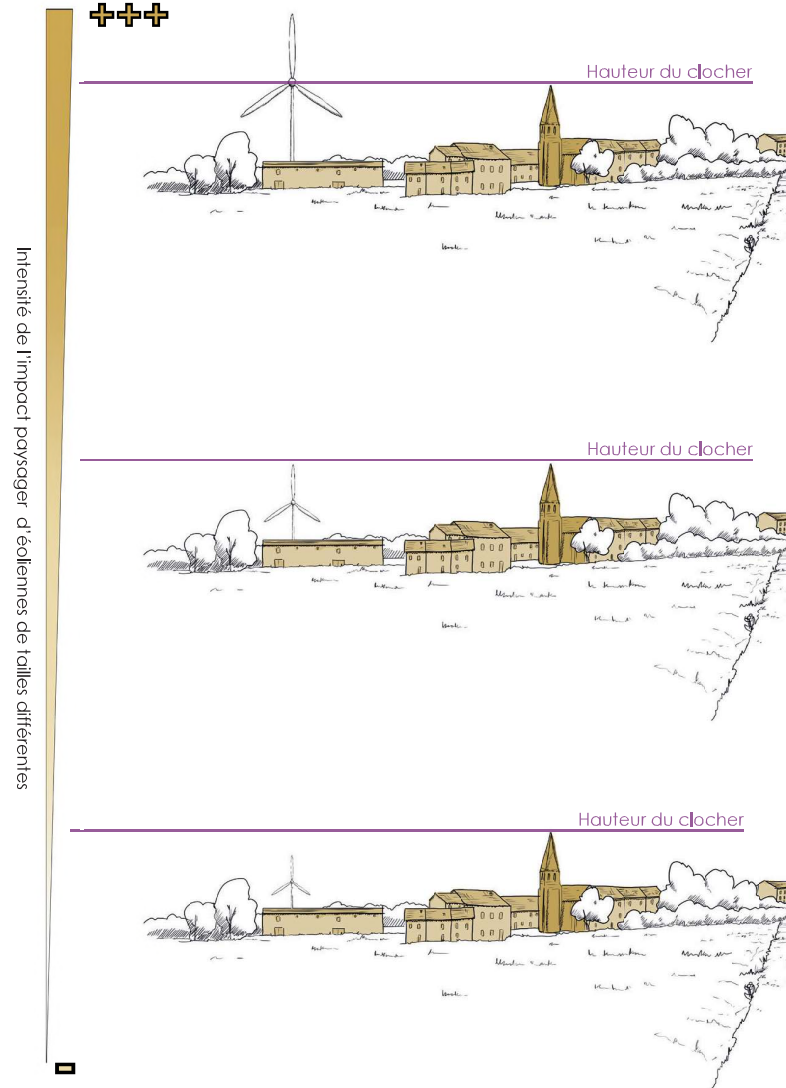 +++
Hauteur du clocher
Intensité de l'impact paysager d'éoliennes de tailles différentes
Hauteur du clocher
Hauteur du clocher
-